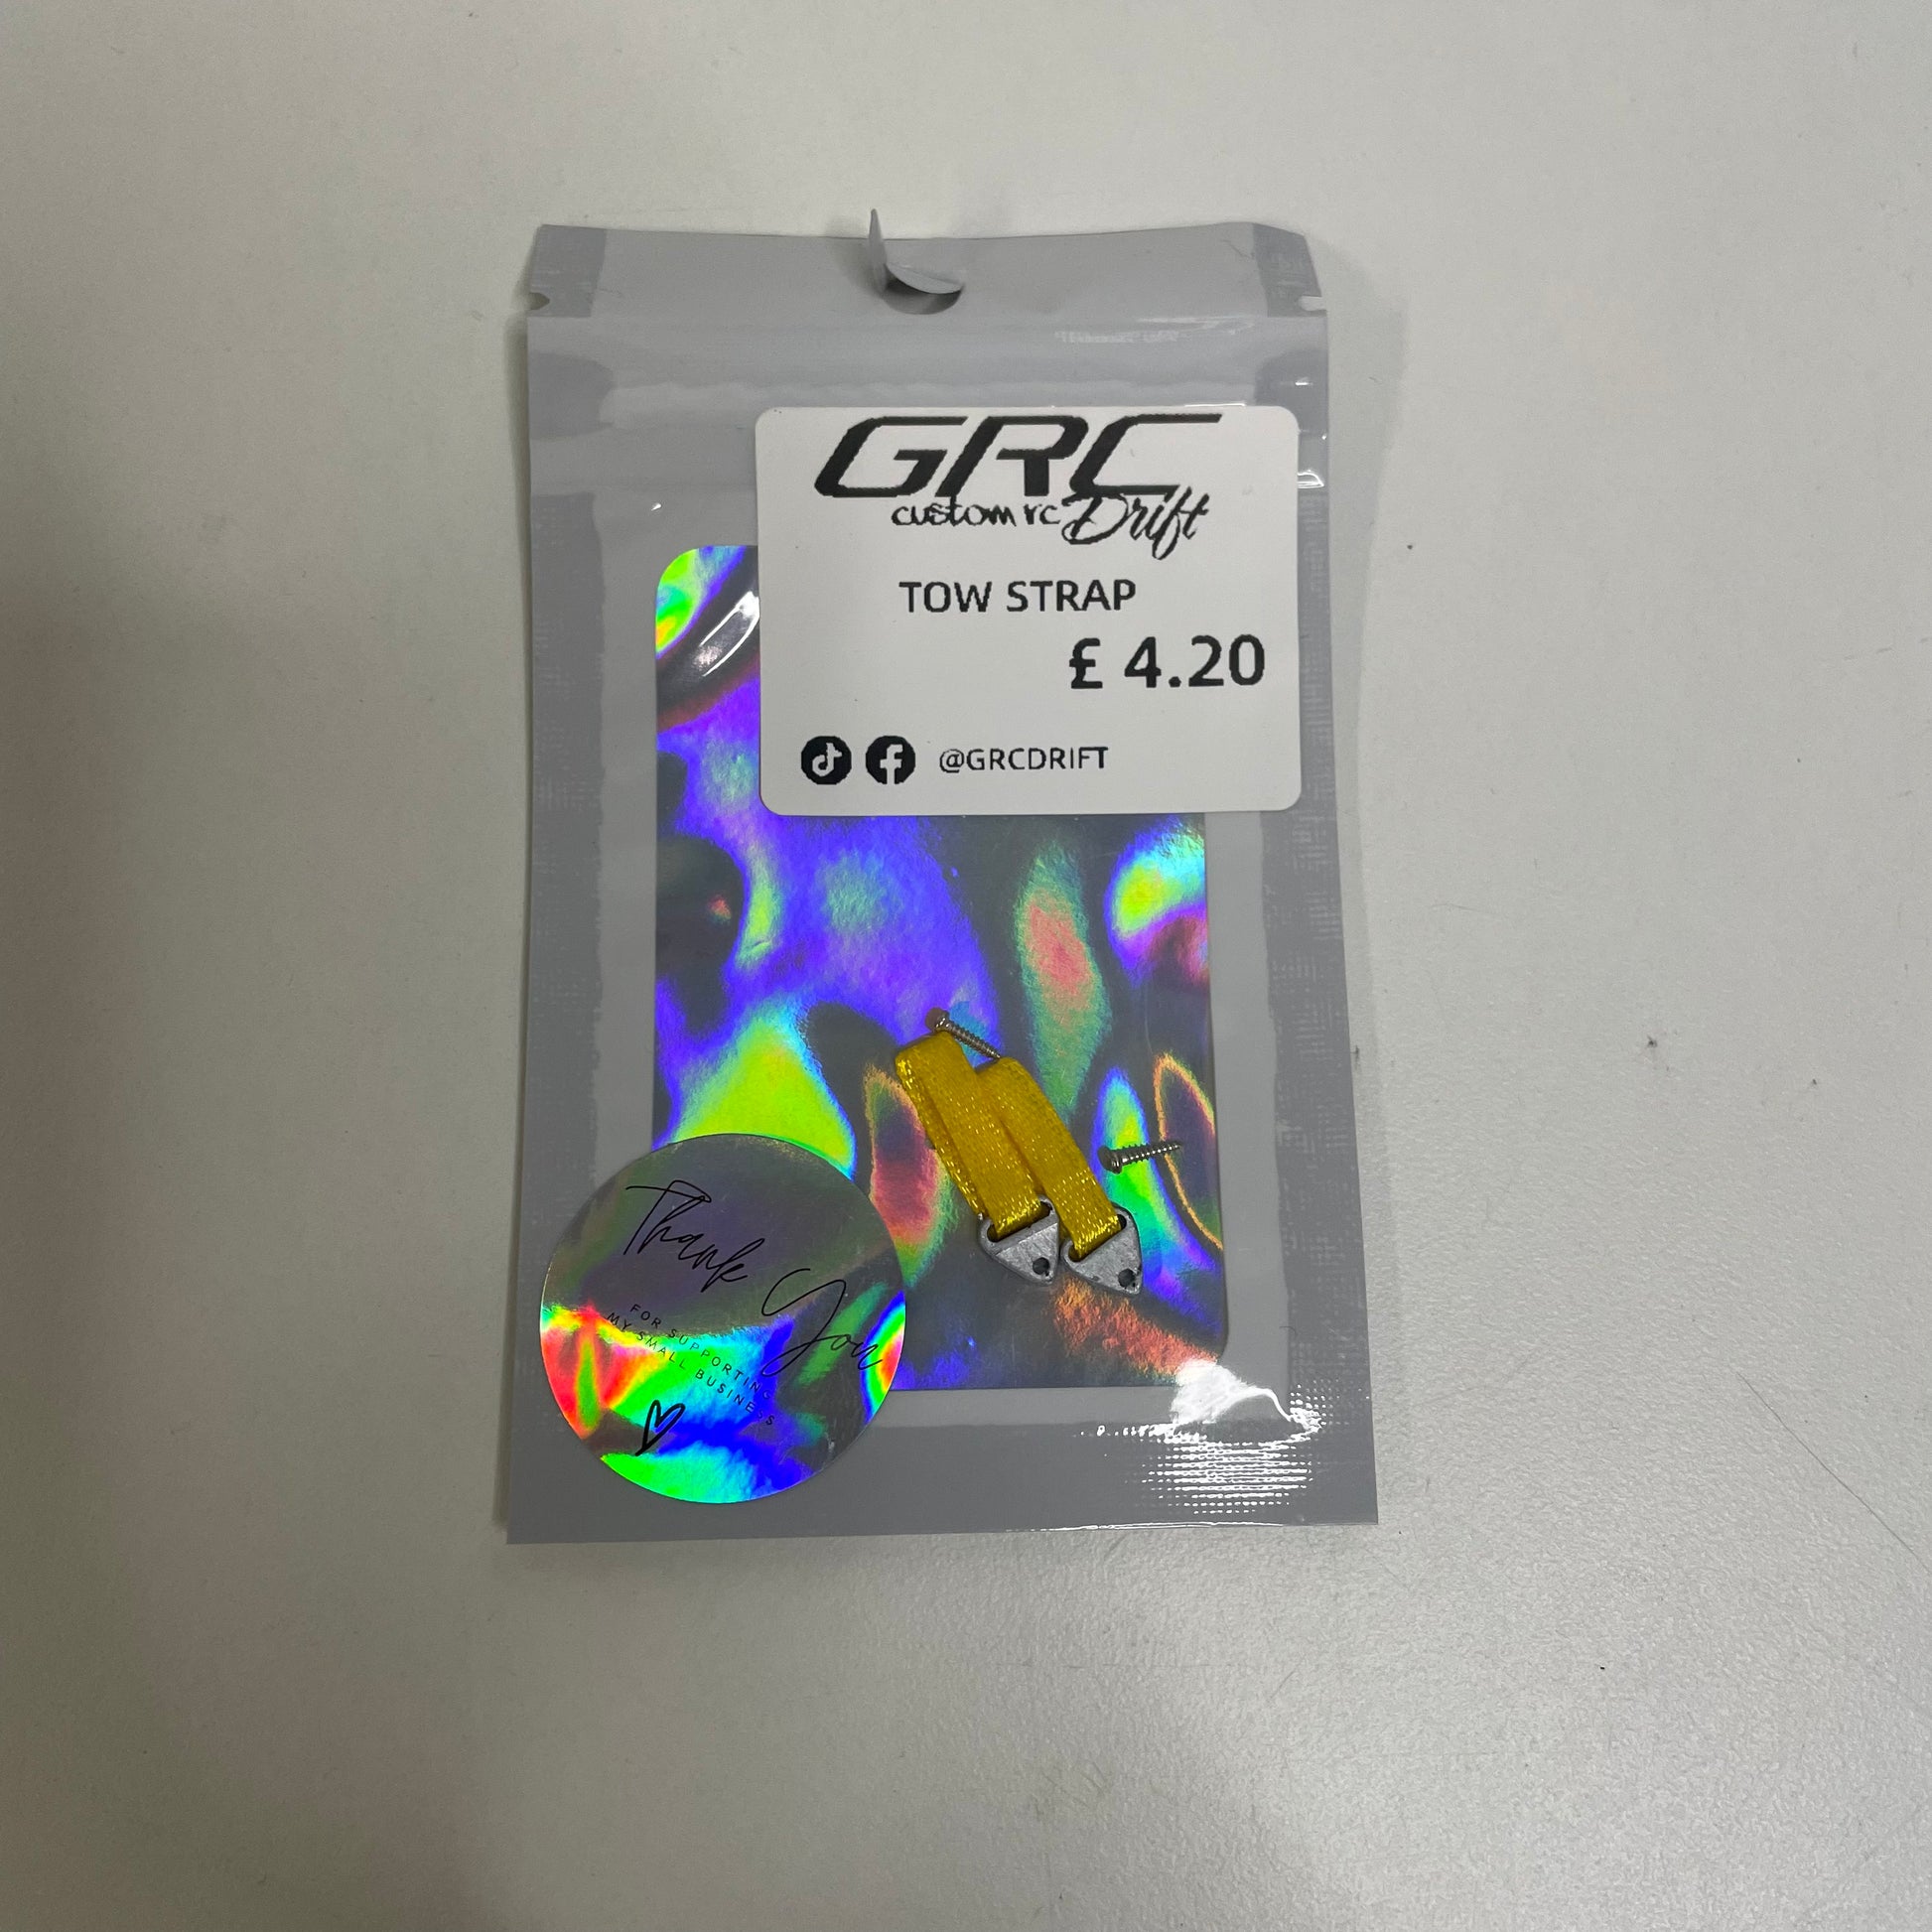 GRC
custom rc Drift
TOW STRAP
£ 4.20
@GRCDRIFT
Thank You
FOR SUPPORTING
MY SMALL BUSINESS